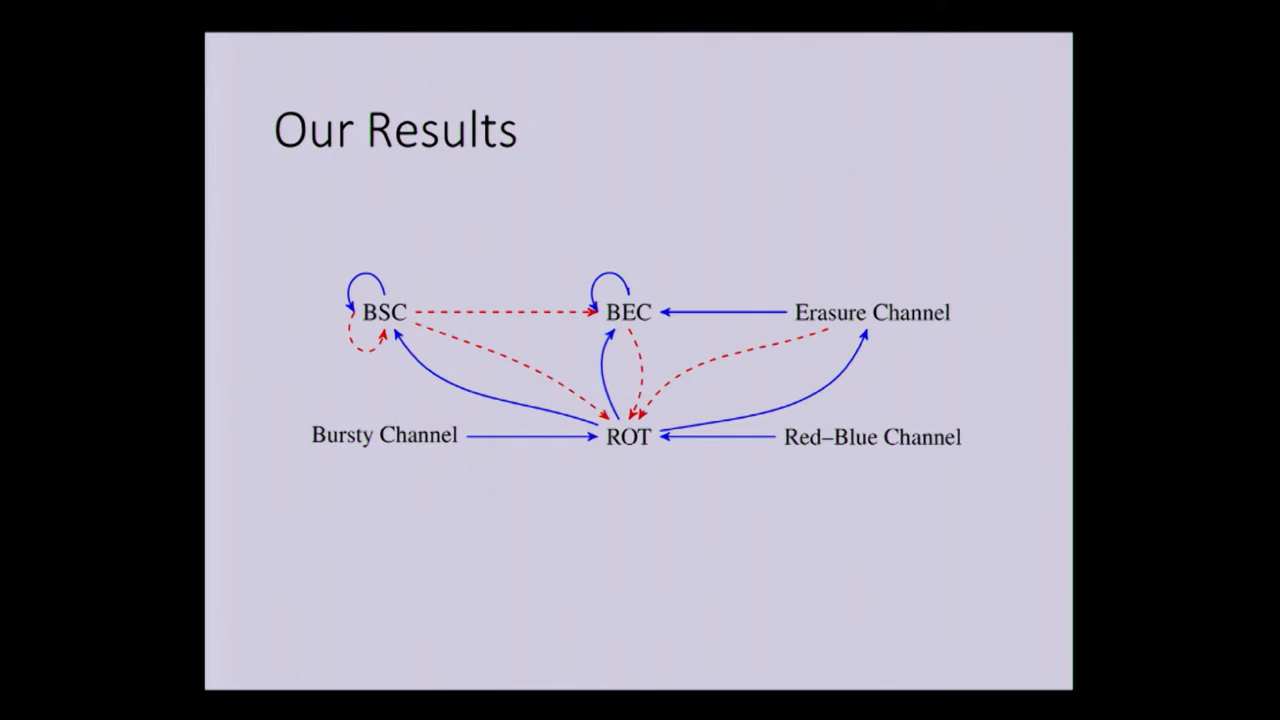 Our Results
BSC
BEC
Erasure Channel
Bursty Channel
ROT
Red–Blue Channel